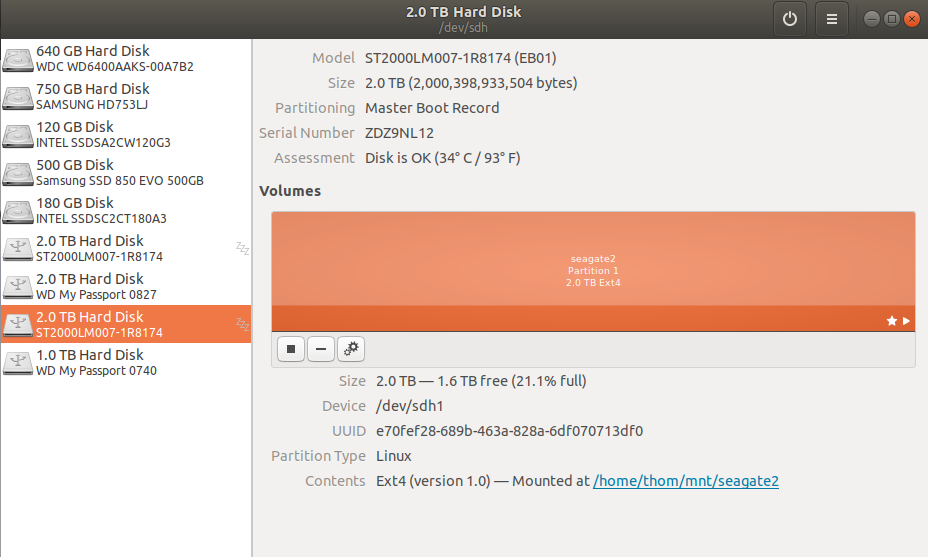 2.0 TB Hard Disk
/dev/sdh
640 GB Hard Disk
WDC WD6400AAKS-00A7B2
750 GB Hard Disk
SAMSUNG HD753LJ
120 GB Disk
INTEL SSDSA2CW120G3
500 GB Disk
Samsung SSD 850 EVO 500GB
180 GB Disk
INTEL SSDSC2CT180A3
2.0 TB Hard Disk
ST2000LM007-1R8174
2.0 TB Hard Disk
WD My Passport 0827
2.0 TB Hard Disk
ST2000LM007-1R8174
1.0 TB Hard Disk
WD My Passport 0740
Model ST2000LM007-1R8174 (EB01)
Size 2.0 TB (2,000,398,933,504 bytes)
Partitioning Master Boot Record
Serial Number ZDZ9NL12
Assessment Disk is OK (34° C / 93° F)
Volumes
seagate2
Partition 1
2.0 TB Ext4
Size 2.0 TB — 1.6 TB free (21.1% full)
Device /dev/sdh1
UUID e70fef28-689b-463a-828a-6df070713df0
Partition Type Linux
Contents Ext4 (version 1.0) — Mounted at /home/thom/mnt/seagate2